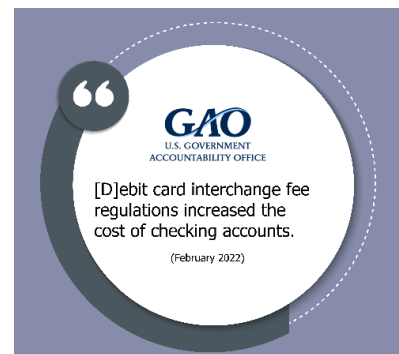 “
GAO
U.S. GOVERNMENT
ACCOUNTABILITY OFFICE
[D]ebit card interchange fee
regulations increased the
cost of checking accounts.
(February 2022)